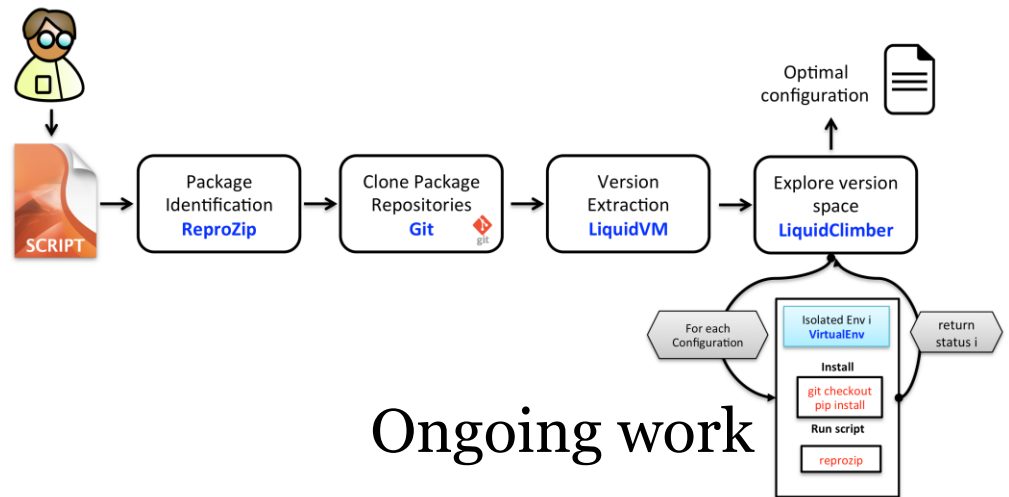 SCRIPT
Package
Identification
ReproZip
Clone Package
Repositories
Git
git
Version
Extraction
LiquidVM
Explore version
space
LiquidClimber
Optimal
configuration
For each
Configuration
Isolated Env i
VirtualEnv
Install
git checkout
pip install
Run script
reprozip
return
status i
Ongoing work